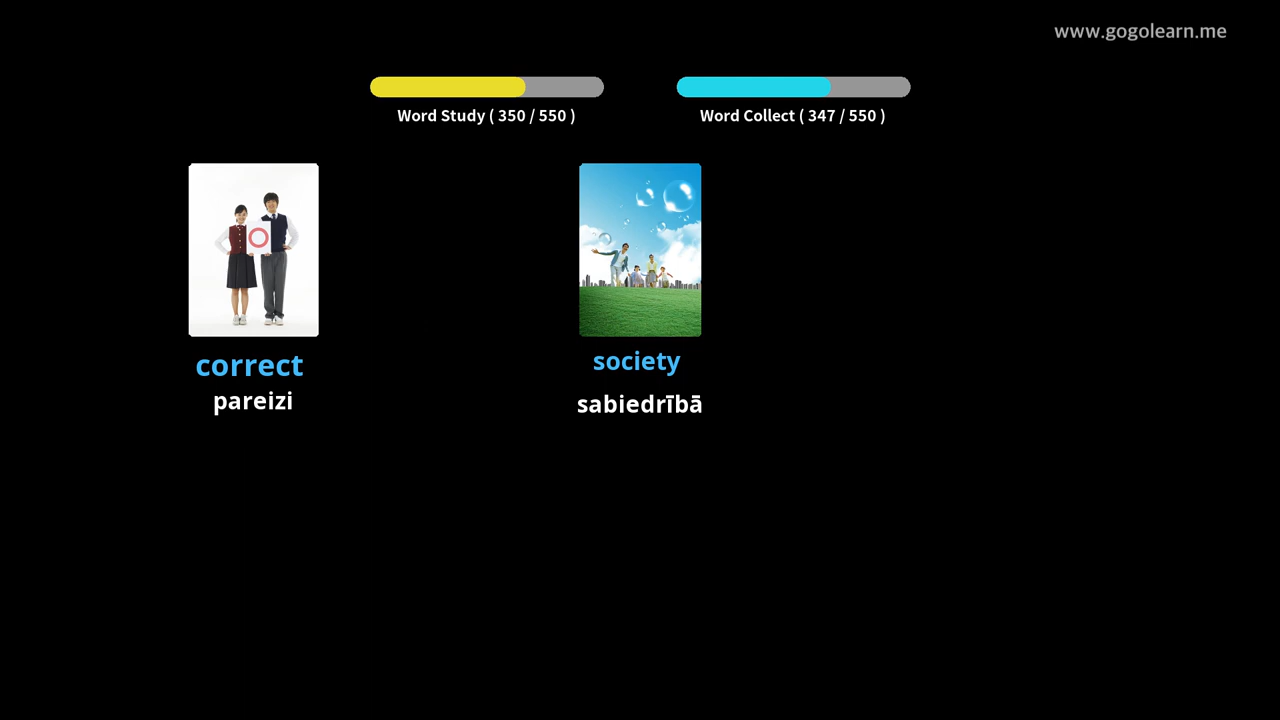 www.gogolearn.me
Word Study ( 350 / 550 )
Word Collect ( 347 / 550 )
correct
pareizi
society
sabiedrībā